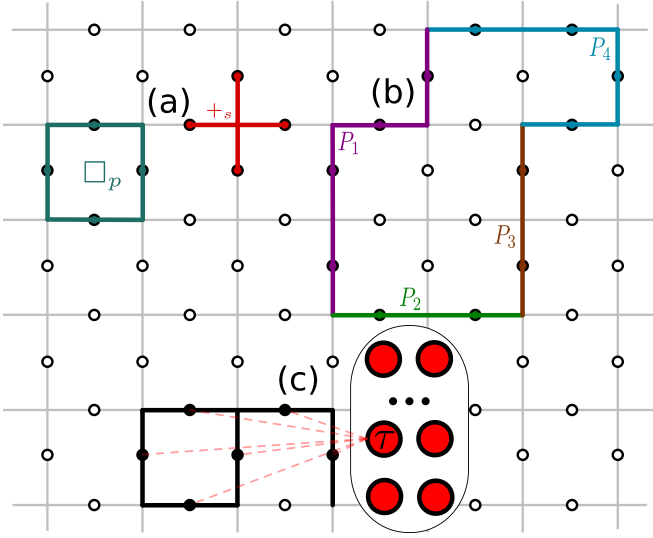 P₄
(a)
+ₛ
(b)
P₁
□ₚ
P₃
P₂
(c)
• • •
τ